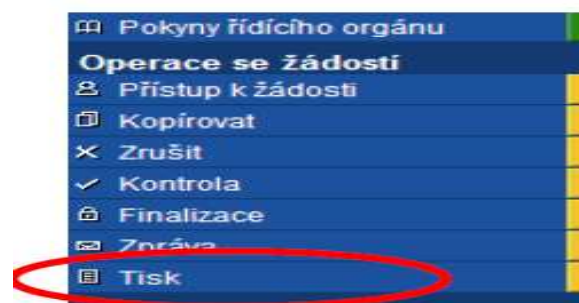 Pokyny řídícího orgánu
Operace se žádostí
Přístup k žádosti
Kopírovat
Zrušit
Kontrola
Finalizace
Zpráva
Tisk